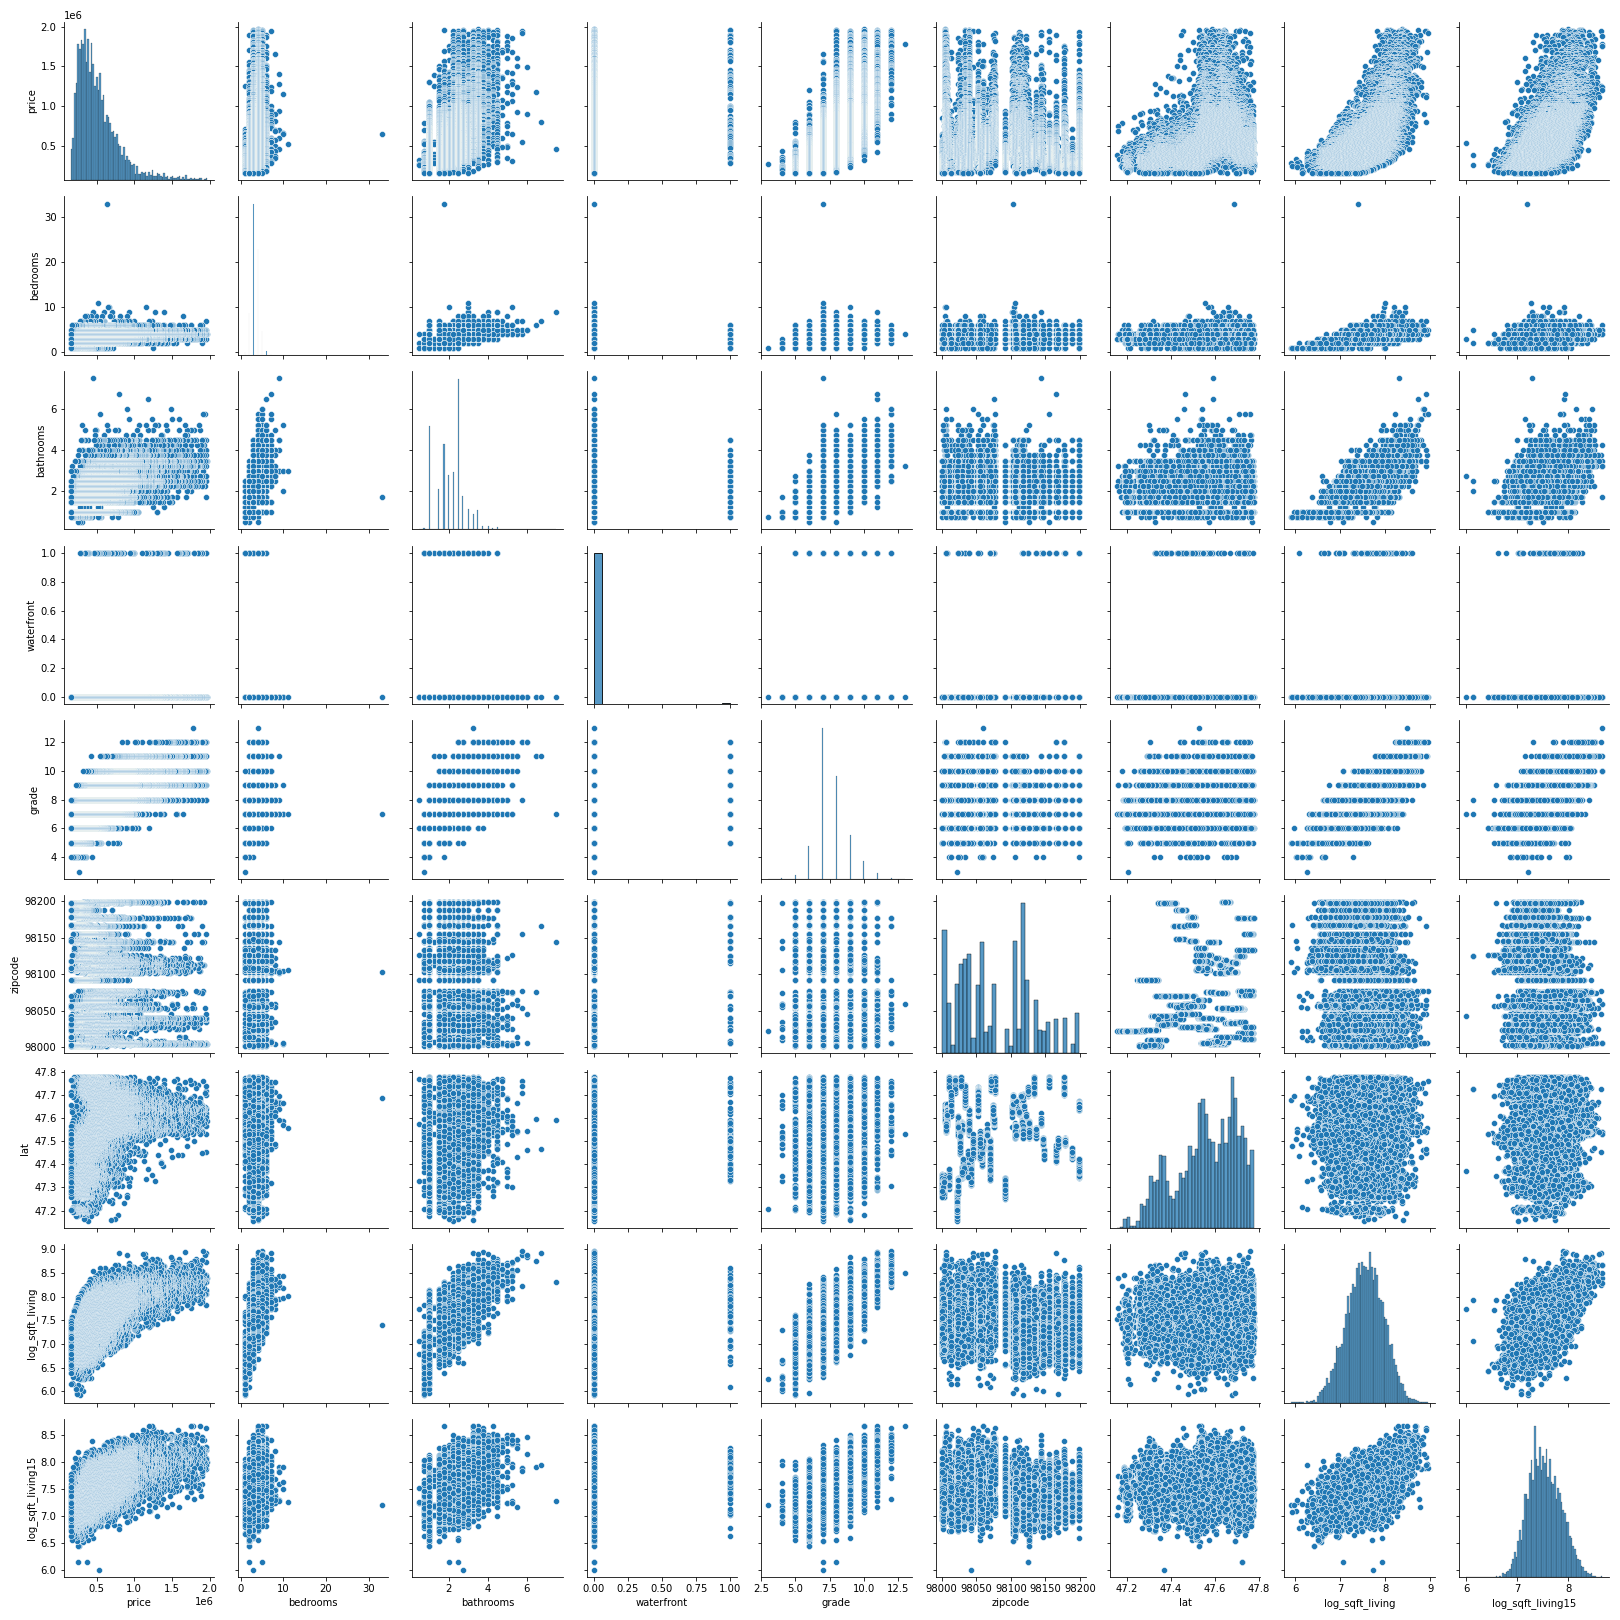 1e6
2.0
1.5
1.0
0.5
price
30
20
10
0
bedrooms
6
4
2
bathrooms
1.0
0.8
0.6
0.4
0.2
0.0
waterfront
12
10
8
6
4
grade
98200
98150
98100
98050
98000
zipcode
47.8
47.7
47.6
47.5
47.4
47.3
47.2
lat
9.0
8.5
8.0
7.5
7.0
6.5
6.0
log_sqft_living
8.5
8.0
7.5
7.0
6.5
6.0
log_sqft_living15
0.5 1.0 1.5 2.0
1e6
price
0 10 20 30
bedrooms
2 4 6
bathrooms
0.00 0.25 0.50 0.75 1.00
waterfront
2.5 5.0 7.5 10.0 12.5
grade
98000 98050 98100 98150 98200
zipcode
47.2 47.4 47.6 47.8
lat
6 7 8 9
log_sqft_living
6 7 8
log_sqft_living15